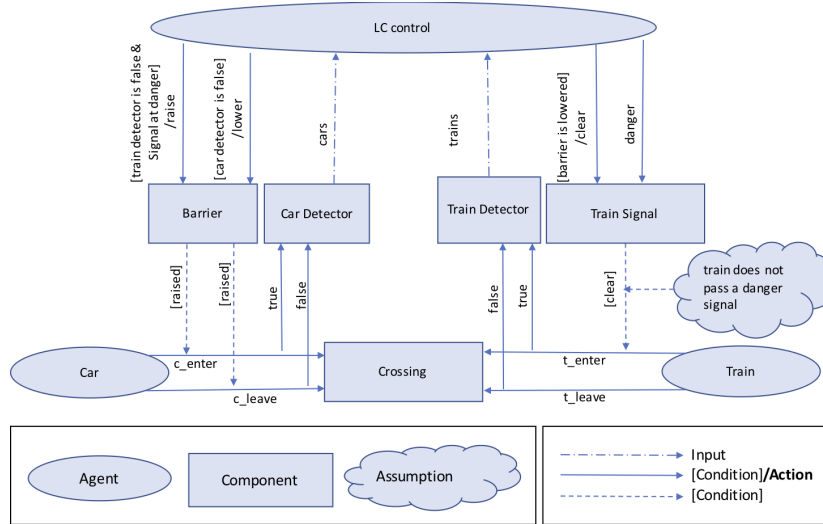 LC control
[train detector is false &
Signal at danger]
/raise
[car detector is false]
/lower
cars
trains
[barrier is lowered]
/clear
danger
Barrier
Car Detector
Train Detector
Train Signal
[raised]
[raised]
true
false
false
true
[clear]
train does not
pass a danger
signal
Car
c_enter
c_leave
Crossing
t_enter
t_leave
Train
Agent
Component
Assumption
Input
[Condition]/Action
[Condition]